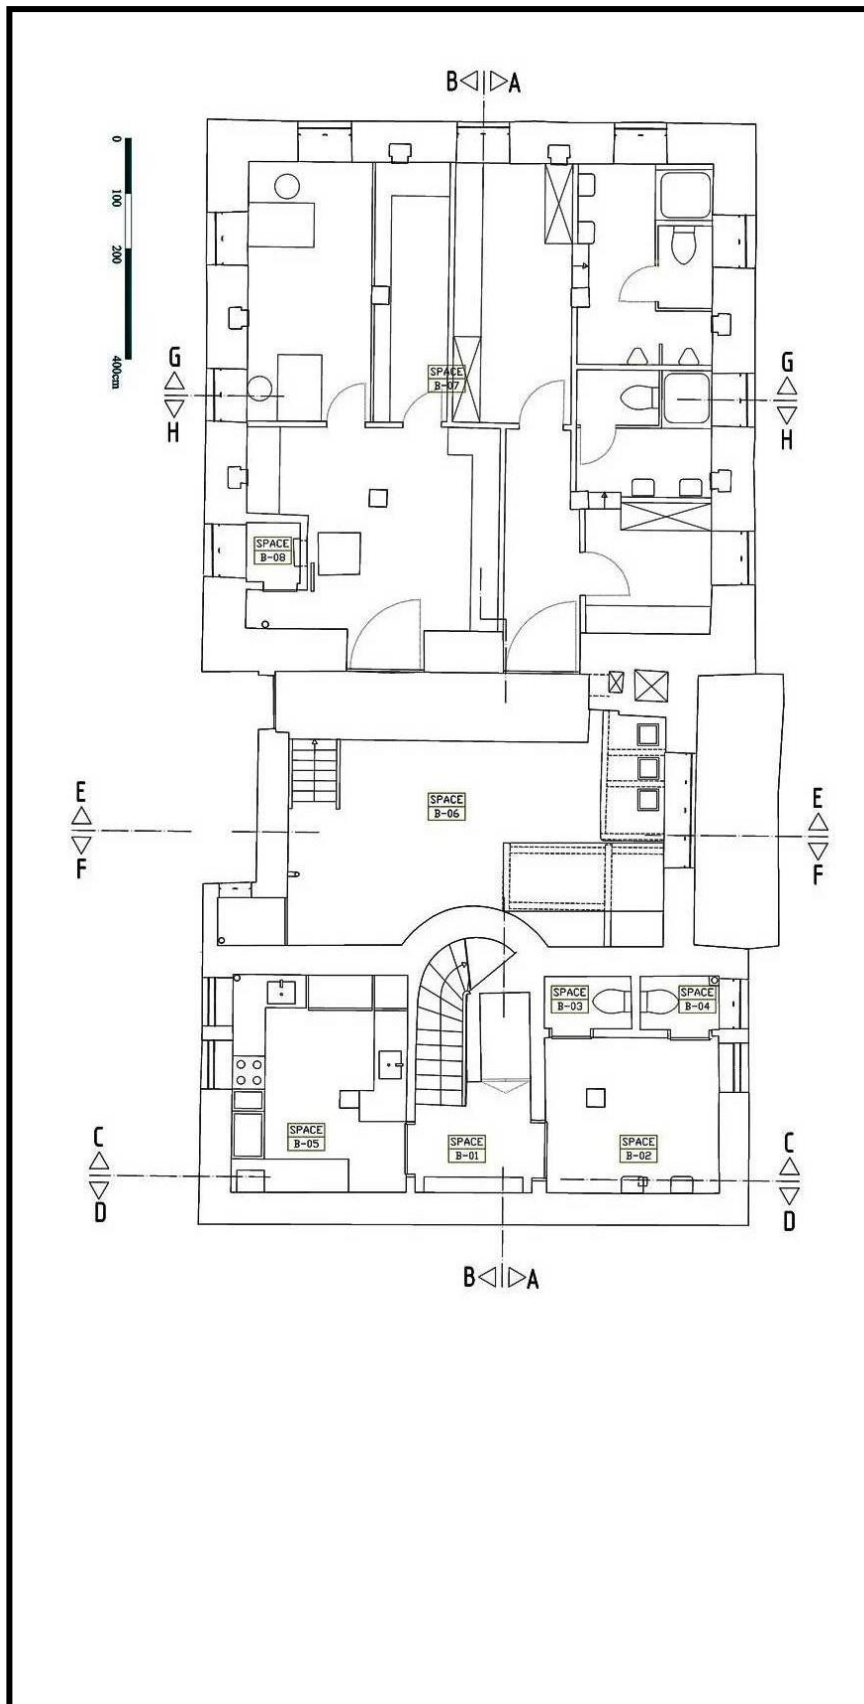 B A
0
100
200
400cm
G
H
SPACE
B-07
G
H
SPACE
B-08
E
F
SPACE
B-06
E
F
SPACE
B-03
SPACE
B-04
C
D
SPACE
B-05
SPACE
B-01
SPACE
B-02
C
D
B A